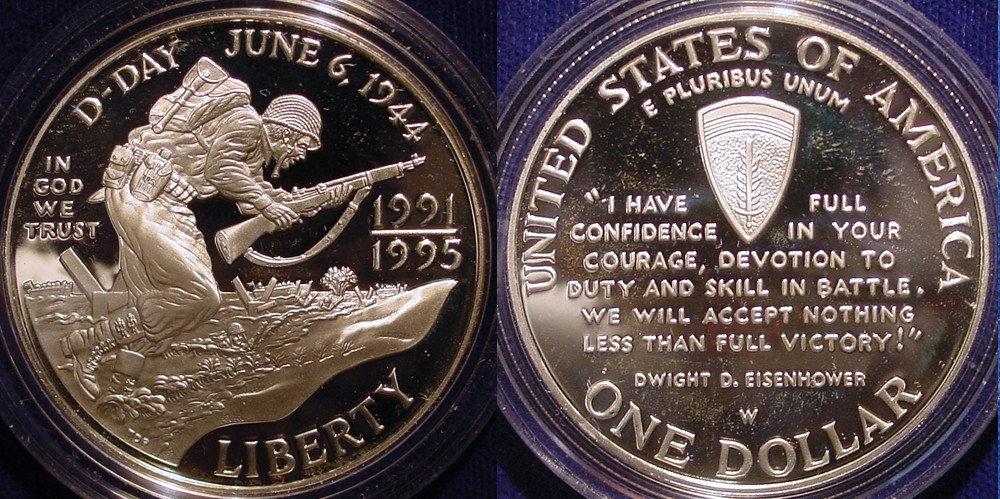 D-DAY JUNE 6, 1944
IN
GOD
WE
TRUST
1991
1995
LIBERTY
UNITED STATES OF AMERICA
E PLURIBUS UNUM
"I HAVE FULL
CONFIDENCE IN YOUR
COURAGE, DEVOTION TO
DUTY AND SKILL IN BATTLE.
WE WILL ACCEPT NOTHING
LESS THAN FULL VICTORY!"
DWIGHT D. EISENHOWER
W
ONE DOLLAR